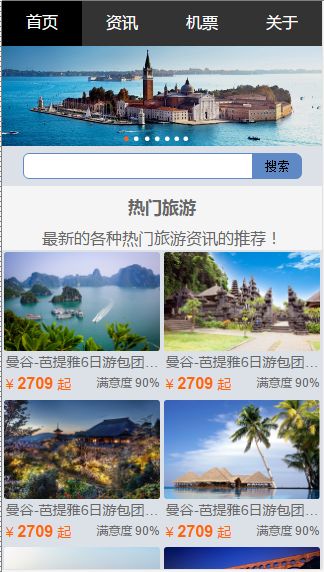 首页 资讯 机票 关于
搜索
热门旅游
最新的各种热门旅游资讯的推荐！
曼谷-芭提雅6日游包团... 曼谷-芭提雅6日游包团...
¥ 2709 起 满意度 90% ¥ 2709 起 满意度 90%
曼谷-芭提雅6日游包团... 曼谷-芭提雅6日游包团...
¥ 2709 起 满意度 90% ¥ 2709 起 满意度 90%